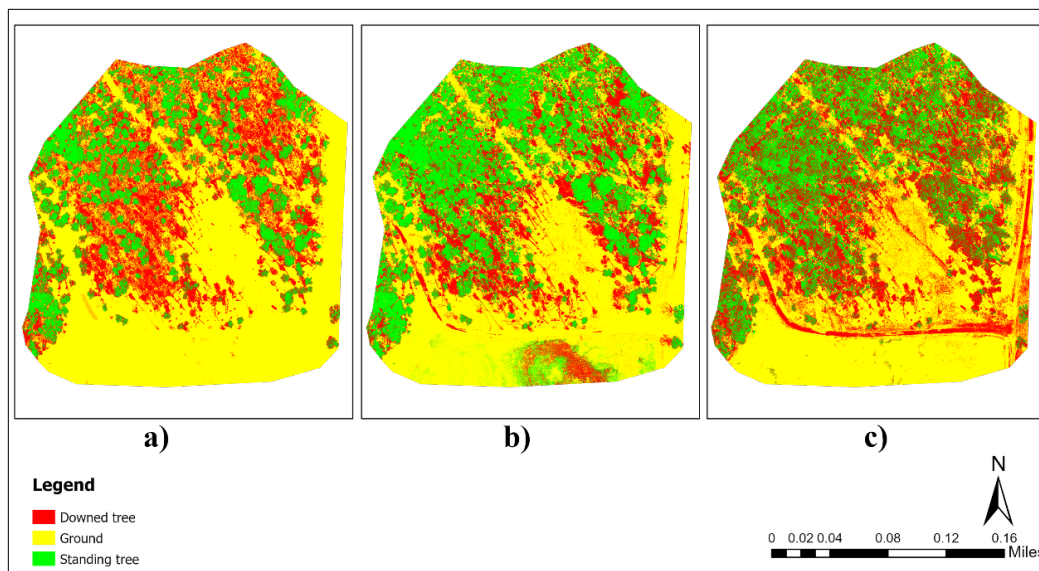 a)
b)
c)
Legend
Downed tree
Ground
Standing tree
N
0 0.02 0.04 0.08 0.12 0.16
Miles